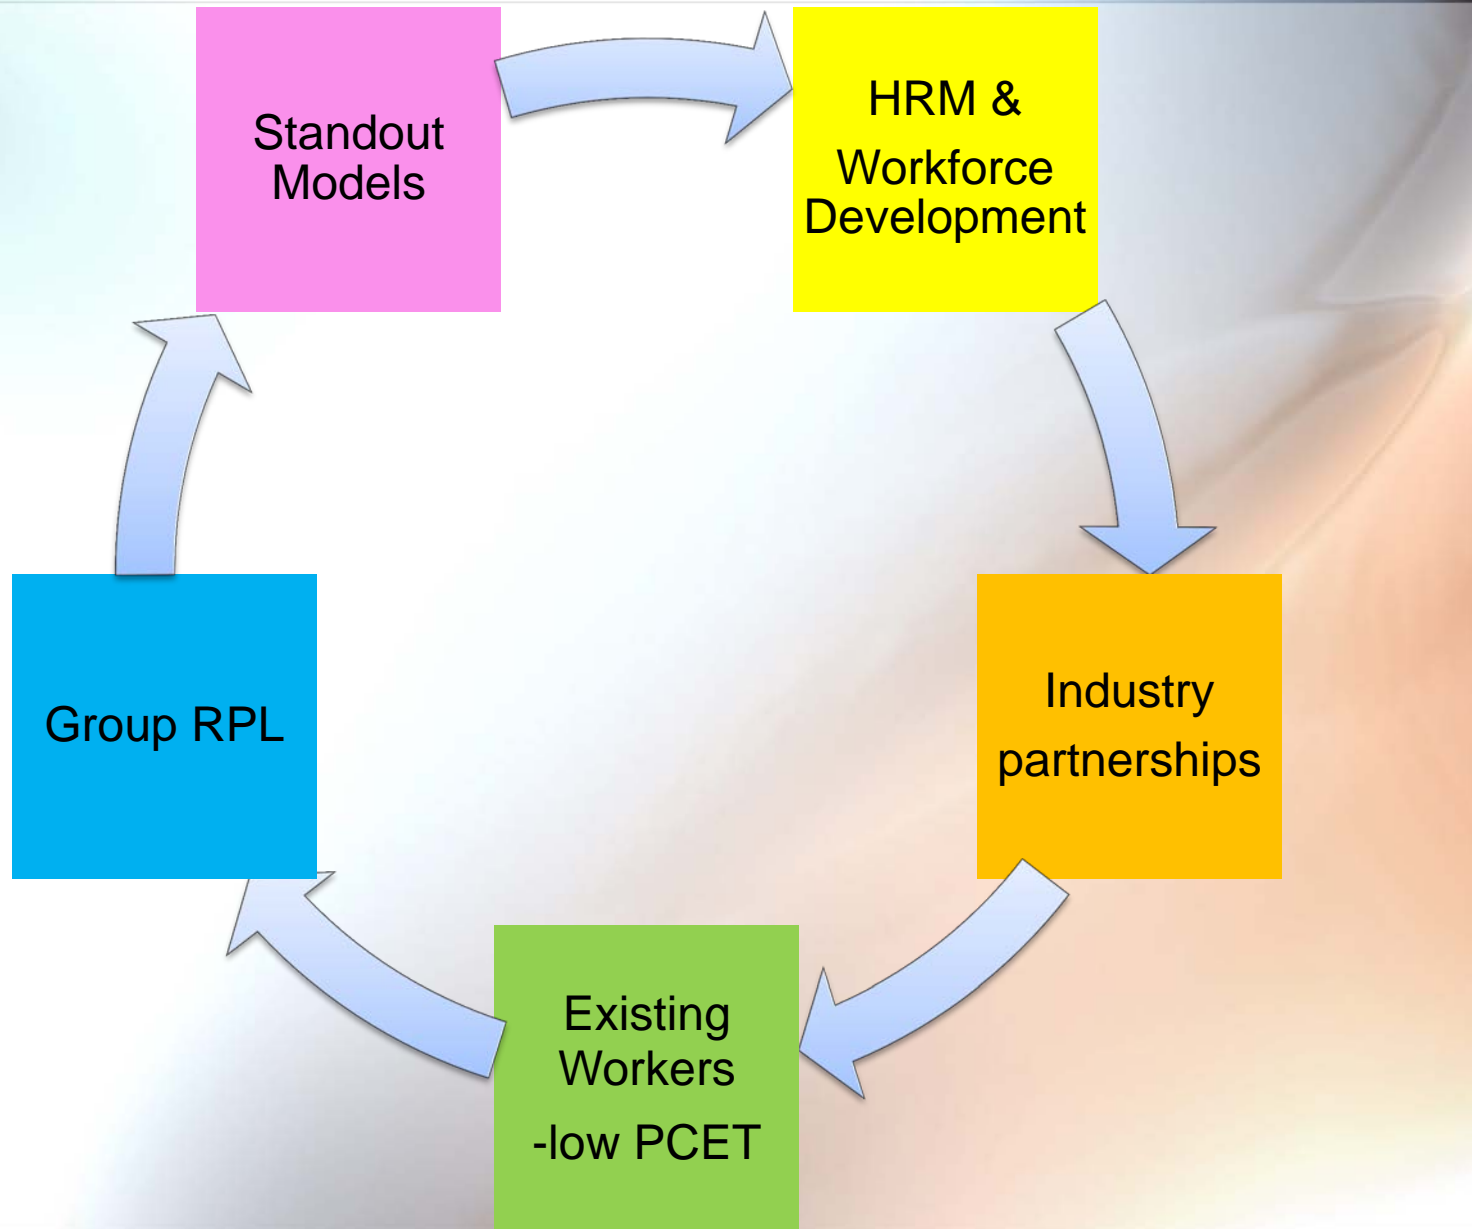 Standout
Models
HRM &
Workforce
Development
Industry
partnerships
Existing
Workers
-low PCET
Group RPL